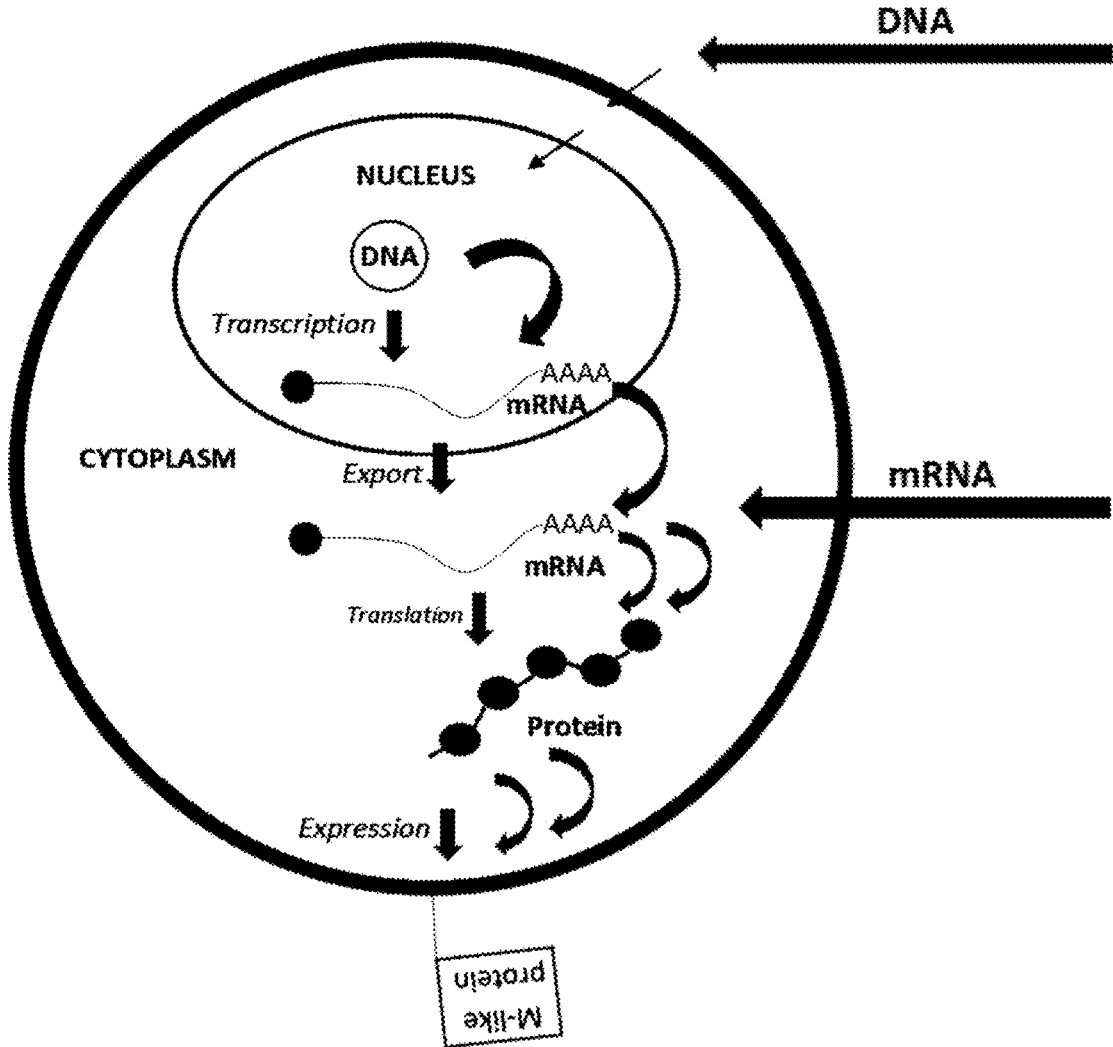 DNA
NUCLEUS
DNA
Transcription
AAAA
mRNA
CYTOPLASM
Export
mRNA
AAAA
mRNA
Translation
Protein
Expression
M-like
protein